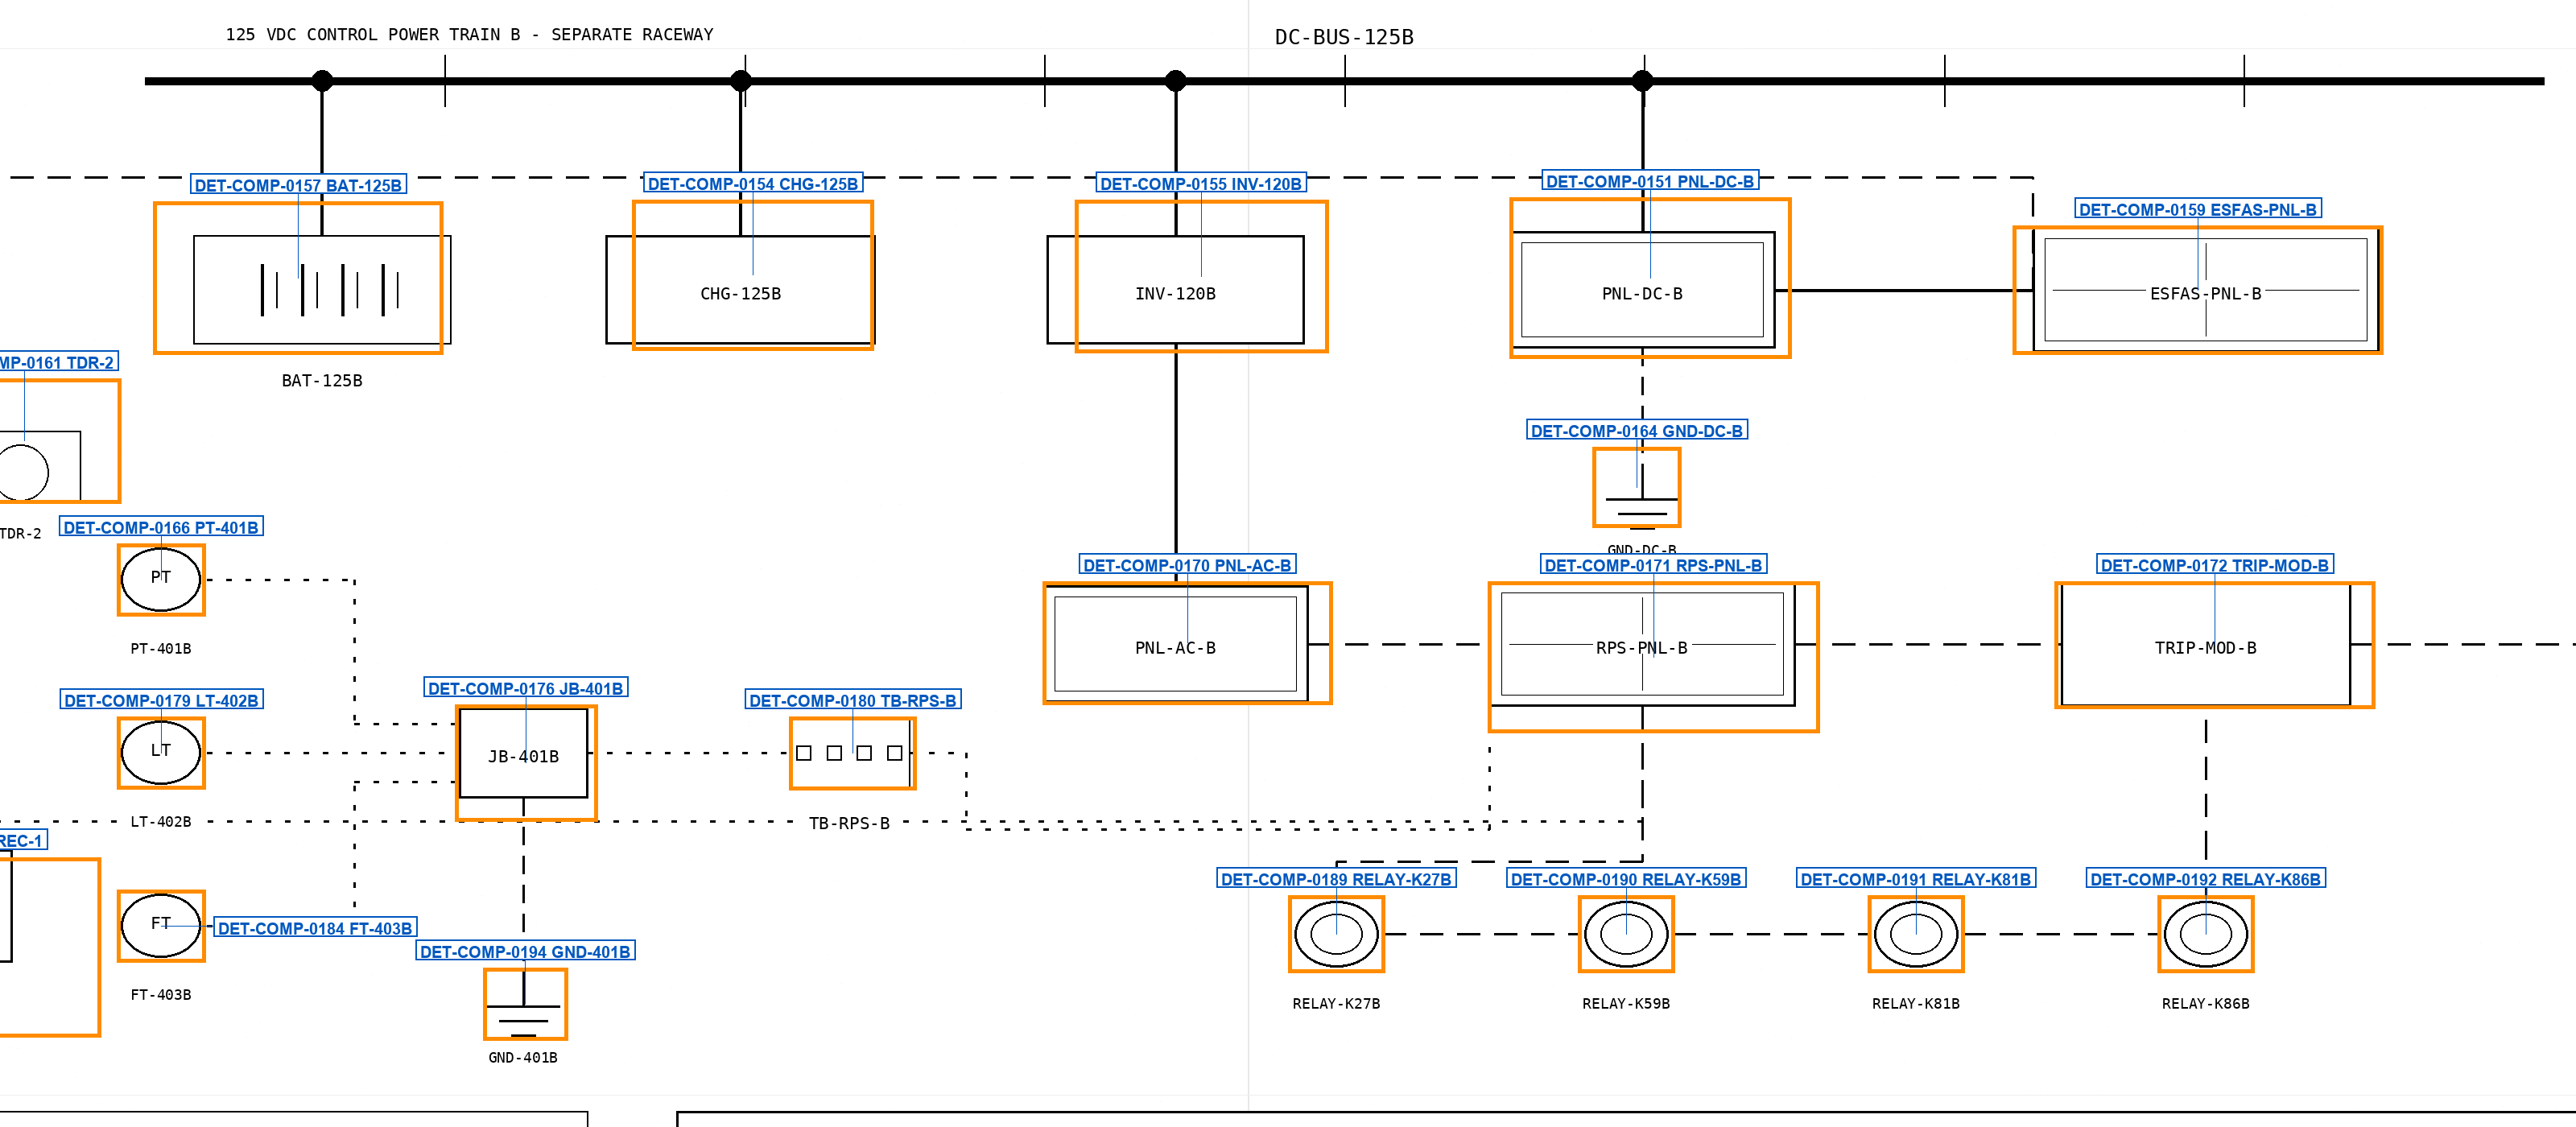 125 VDC CONTROL POWER TRAIN B - SEPARATE RACEWAY
DC-BUS-125B
DET-COMP-0157 BAT-125B
DET-COMP-0154 CHG-125B
DET-COMP-0155 INV-120B
DET-COMP-0151 PNL-DC-B
DET-COMP-0159 ESFAS-PNL-B
CHG-125B
INV-120B
PNL-DC-B
ESFAS-PNL-B
MP-0161 TDR-2
BAT-125B
DET-COMP-0164 GND-DC-B
TDR-2
DET-COMP-0166 PT-401B
GND-DC-B
DET-COMP-0170 PNL-AC-B
DET-COMP-0171 RPS-PNL-B
DET-COMP-0172 TRIP-MOD-B
PT
PT-401B
PNL-AC-B
RPS-PNL-B
TRIP-MOD-B
DET-COMP-0179 LT-402B
DET-COMP-0176 JB-401B
DET-COMP-0180 TB-RPS-B
LT
JB-401B
LT-402B
TB-RPS-B
REC-1
DET-COMP-0189 RELAY-K27B
DET-COMP-0190 RELAY-K59B
DET-COMP-0191 RELAY-K81B
DET-COMP-0192 RELAY-K86B
FT
DET-COMP-0184 FT-403B
DET-COMP-0194 GND-401B
FT-403B
RELAY-K27B
RELAY-K59B
RELAY-K81B
RELAY-K86B
GND-401B